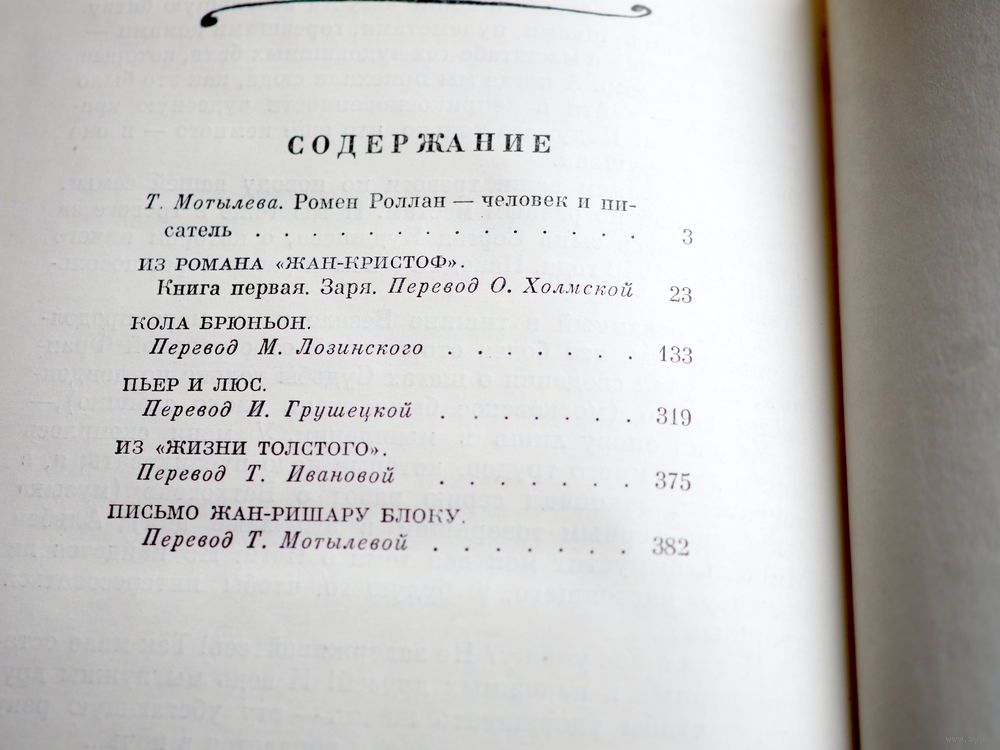 СОДЕРЖАНИЕ
Т. Мотылева. Ромен Роллан — человек и пи-
сатель . . . . . . . . . . . . . . 3
ИЗ РОМАНА «ЖАН-КРИСТОФ».
Книга первая. Заря. Перевод О. Холмской 23
КОЛА БРЮНЬОН.
Перевод М. Лозинского . . . . . . . 133
ПЬЕР И ЛЮС.
Перевод И. Грушецкой . . . . . . . 319
ИЗ «ЖИЗНИ ТОЛСТОГО».
Перевод Т. Ивановой . . . . . . . 375
ПИСЬМО ЖАН-РИШАРУ БЛОКУ.
Перевод Т. Мотылевой . . . . . . . 382